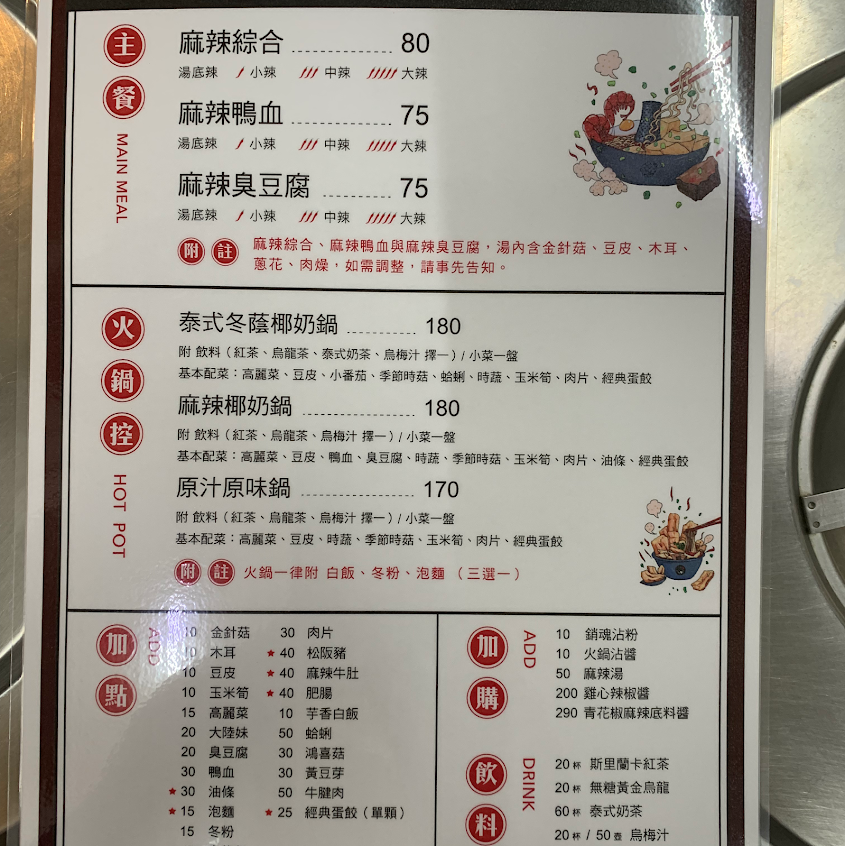 主餐
MAIN MEAL
麻辣綜合 80
湯底辣 小辣 中辣 大辣
麻辣鴨血 75
湯底辣 小辣 中辣 大辣
麻辣臭豆腐 75
湯底辣 小辣 中辣 大辣
附註 麻辣綜合、麻辣鴨血與麻辣臭豆腐,湯內含金針菇、豆皮、木耳、
蔥花、肉燥,如需調整,請事先告知。
火鍋控
HOT POT
泰式冬蔭椰奶鍋 180
附 飲料(紅茶、烏龍茶、泰式奶茶、烏梅汁 擇一)/ 小菜一盤
基本配菜:高麗菜、豆皮、小番茄、季節時菇、蛤蜊、時蔬、玉米筍、肉片、經典蛋餃
麻辣椰奶鍋 180
附 飲料(紅茶、烏龍茶、烏梅汁 擇一)/ 小菜一盤
基本配菜:高麗菜、豆皮、鴨血、臭豆腐、時蔬、季節時菇、玉米筍、肉片、油條、經典蛋餃
原汁原味鍋 170
附 飲料(紅茶、烏龍茶、烏梅汁 擇一)/ 小菜一盤
基本配菜:高麗菜、豆皮、時蔬、季節時菇、玉米筍、肉片、經典蛋餃
附註 火鍋一律附 白飯、冬粉、泡麵 (三選一)
加點
ADD
10 金針菇
10 木耳
10 豆皮
10 玉米筍
15 高麗菜
20 大陸妹
20 臭豆腐
30 鴨血
★ 30 油條
★ 15 泡麵
15 冬粉
30 肉片
★ 40 松阪豬
★ 40 麻辣牛肚
★ 40 肥腸
10 芋香白飯
50 蛤蜊
30 鴻喜菇
30 黃豆芽
50 牛腱肉
★ 25 經典蛋餃(單顆)
加購
ADD
10 銷魂沾粉
10 火鍋沾醬
50 麻辣湯
200 雞心辣椒醬
290 青花椒麻辣底料醬
飲料
DRINK
20杯 斯里蘭卡紅茶
20杯 無糖黃金烏龍
60杯 泰式奶茶
20杯 / 50壺 烏梅汁